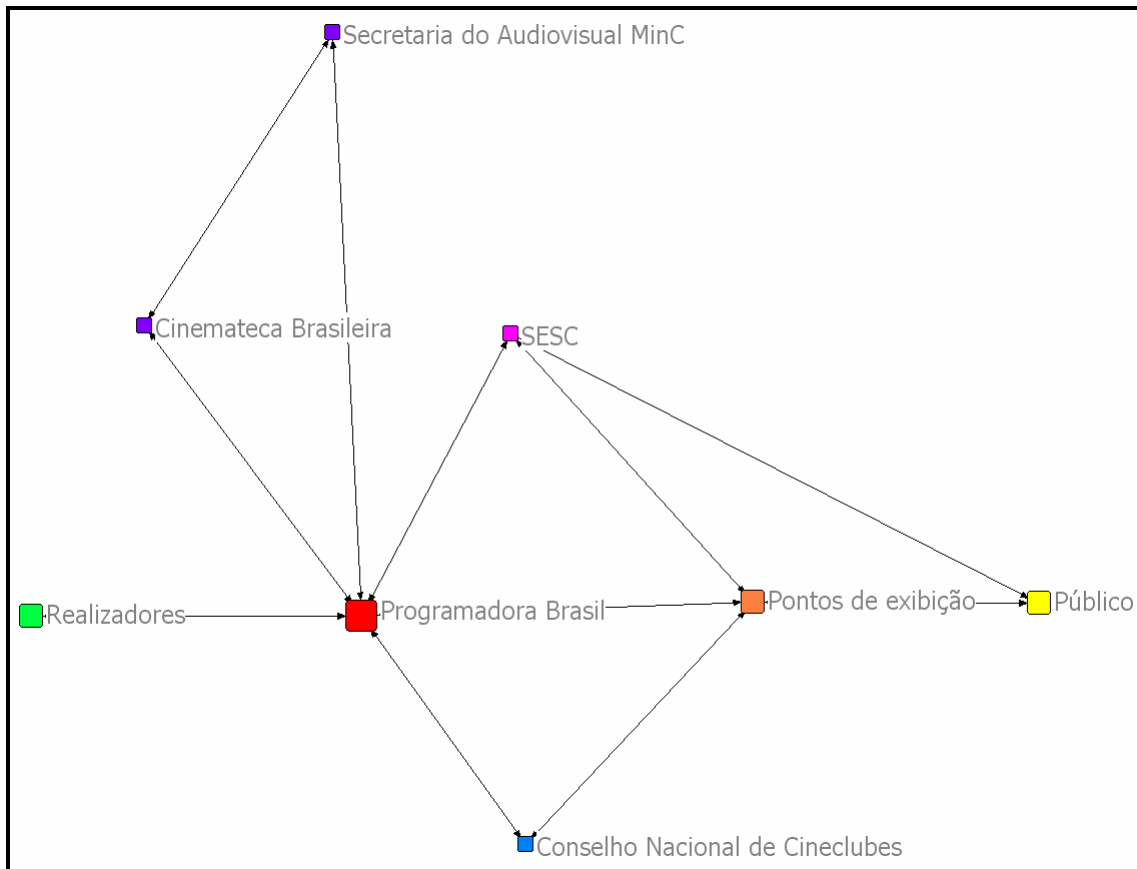 Secretaria do Audiovisual MinC
Cinemateca Brasileira
SESC
Realizadores
Programadora Brasil
Pontos de exibição
Público
Conselho Nacional de Cineclubes